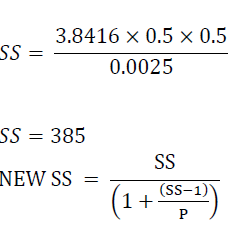 SS = 3.8416 × 0.5 × 0.5 / 0.0025
SS = 385
NEW SS = SS / (1 + (SS−1) / P)